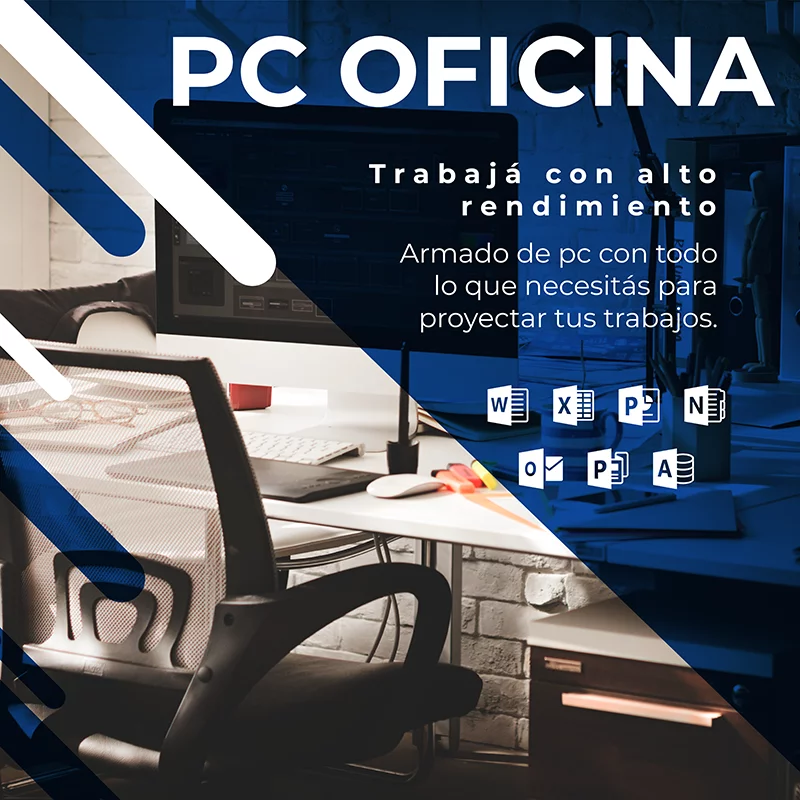 PC OFICINA
Trabajá con alto
rendimiento
Armado de pc con todo
lo que necesitás para
proyectar tus trabajos.
W X P N
O P A